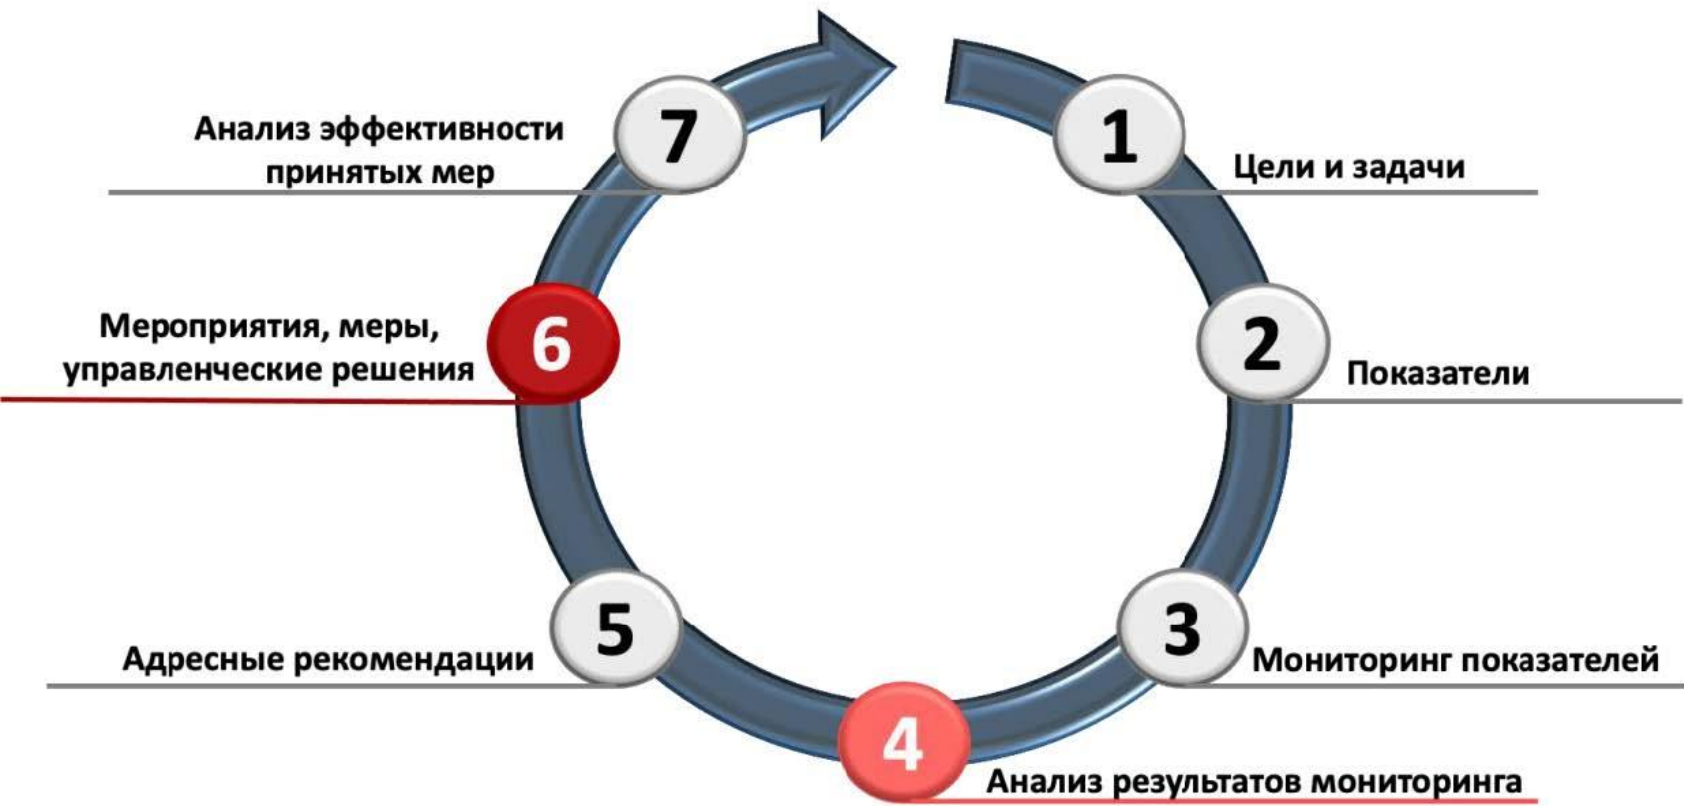 1
Цели и задачи
2
Показатели
3
Мониторинг показателей
4
Анализ результатов мониторинга
5
Адресные рекомендации
6
Мероприятия, меры,
управленческие решения
7
Анализ эффективности
принятых мер